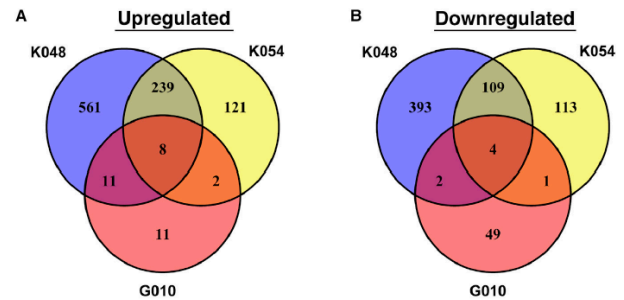 A Upregulated
K048 K054
239
561 121
8
11 2
11
G010
B Downregulated
K048 K054
109
393 113
4
2 1
49
G010